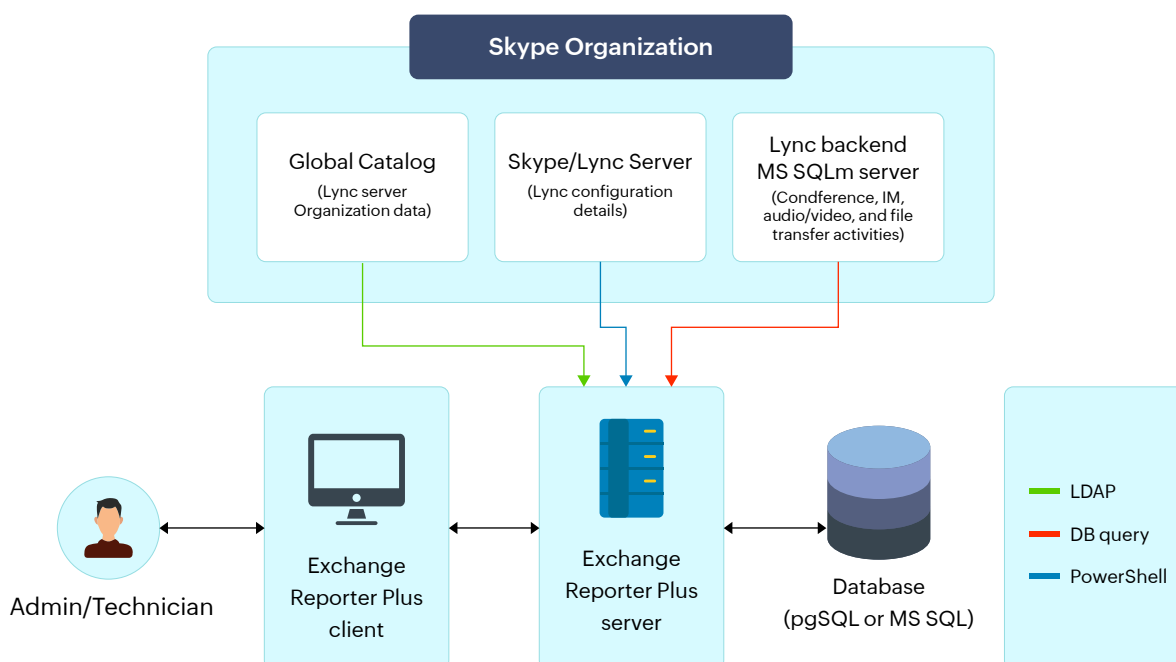 Skype Organization
Global Catalog
(Lync server
Organization data)
Skype/Lync Server
(Lync configuration
details)
Lync backend
MS SQLm server
(Condference, IM,
audio/video, and file
transfer activities)
Admin/Technician
Exchange
Reporter Plus
client
Exchange
Reporter Plus
server
Database
(pgSQL or MS SQL)
LDAP
DB query
PowerShell